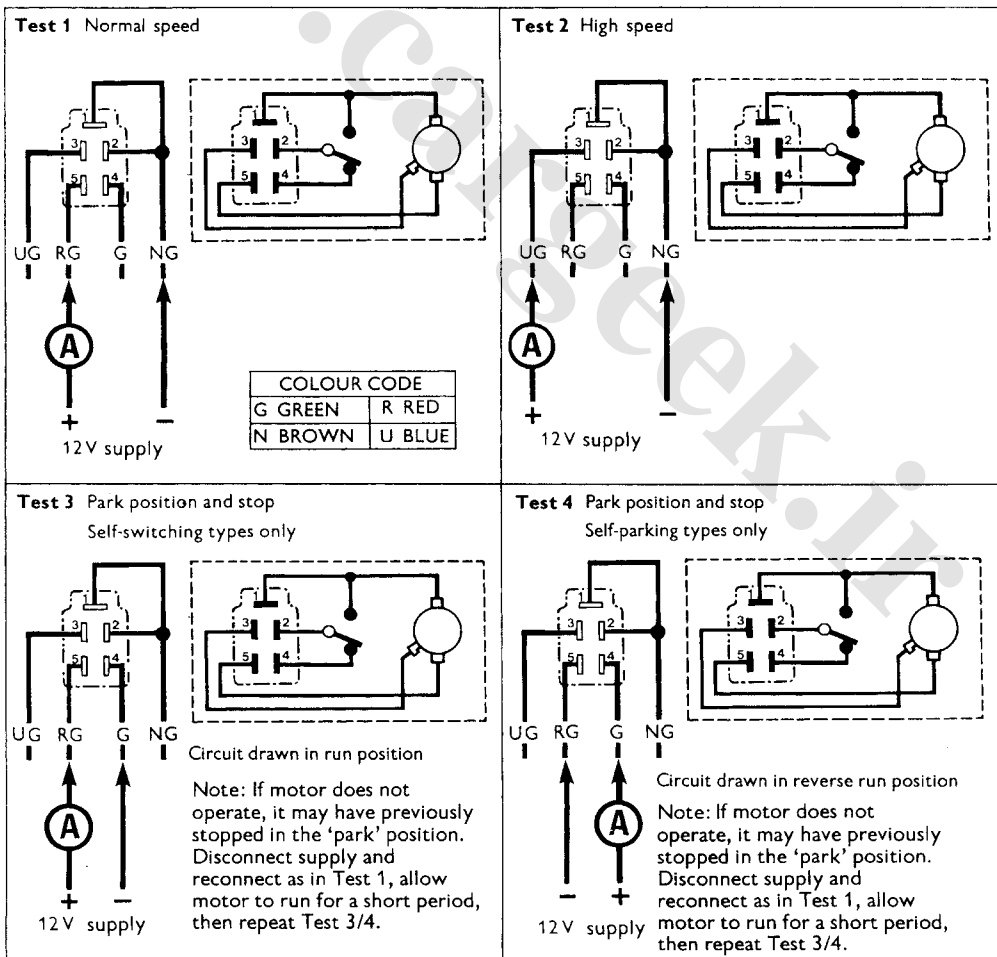 Test 1 Normal speed
3 2
5 4
UG RG G NG
A
+ −
12V supply
3 2
5 4
COLOUR CODE
G GREEN R RED
N BROWN U BLUE
Test 2 High speed
3 2
5 4
UG RG G NG
A
+ −
12V supply
3 2
5 4
Test 3 Park position and stop
Self-switching types only
3 2
5 4
UG RG G NG
A
+ −
12V supply
3 2
5 4
Circuit drawn in run position
Note: If motor does not
operate, it may have previously
stopped in the ‘park’ position.
Disconnect supply and
reconnect as in Test 1, allow
motor to run for a short period,
then repeat Test 3/4.
Test 4 Park position and stop
Self-parking types only
3 2
5 4
UG RG G NG
A
− +
12V supply
3 2
5 4
Circuit drawn in reverse run position
Note: If motor does not
operate, it may have previously
stopped in the ‘park’ position.
Disconnect supply and
reconnect as in Test 1, allow
motor to run for a short period,
then repeat Test 3/4.
.cargeek.ir